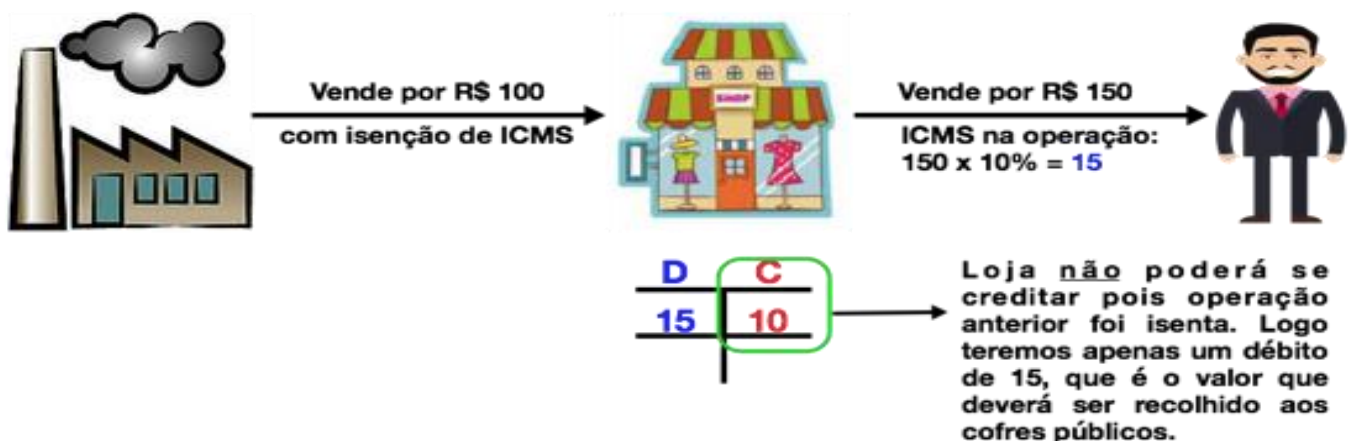 Vende por R$ 100
com isenção de ICMS
SHOP
Vende por R$ 150
ICMS na operação:
150 x 10% = 15
D C
15 10
Loja não poderá se
creditar pois operação
anterior foi isenta. Logo
teremos apenas um débito
de 15, que é o valor que
deverá ser recolhido aos
cofres públicos.